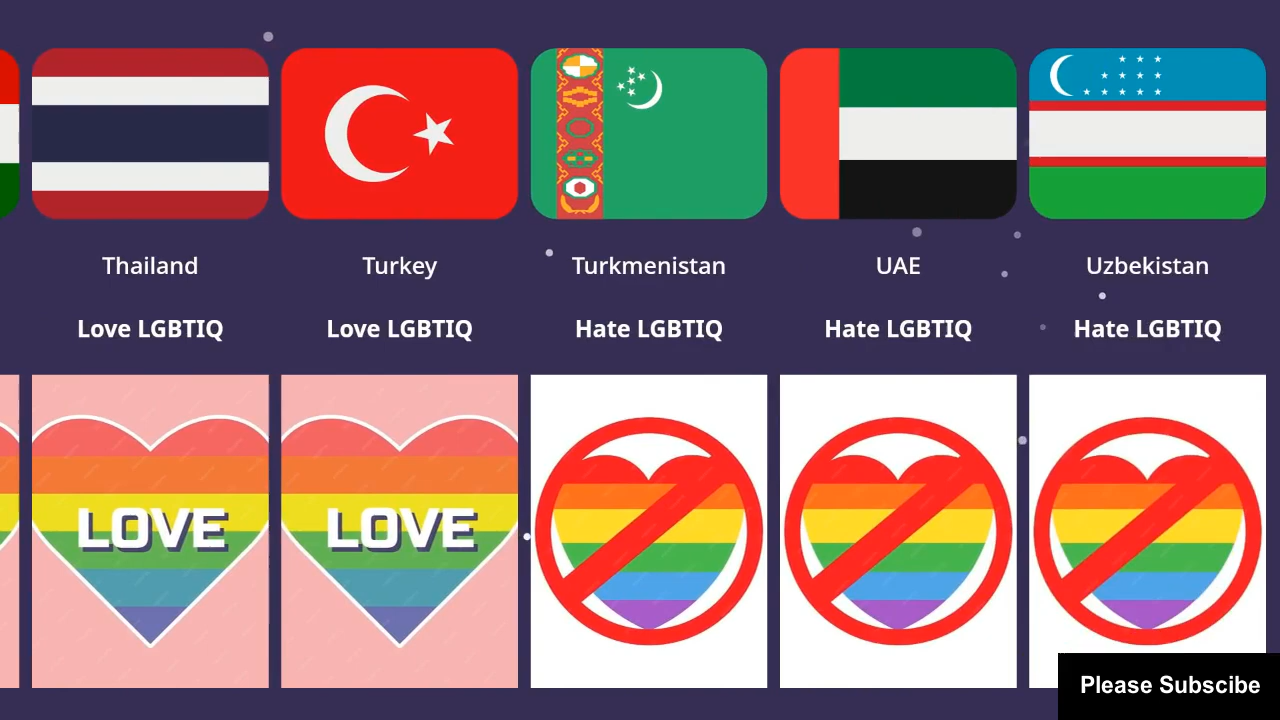 Thailand
Turkey
Turkmenistan
UAE
Uzbekistan
Love LGBTIQ
Love LGBTIQ
Hate LGBTIQ
Hate LGBTIQ
Hate LGBTIQ
LOVE
LOVE
Please Subscibe